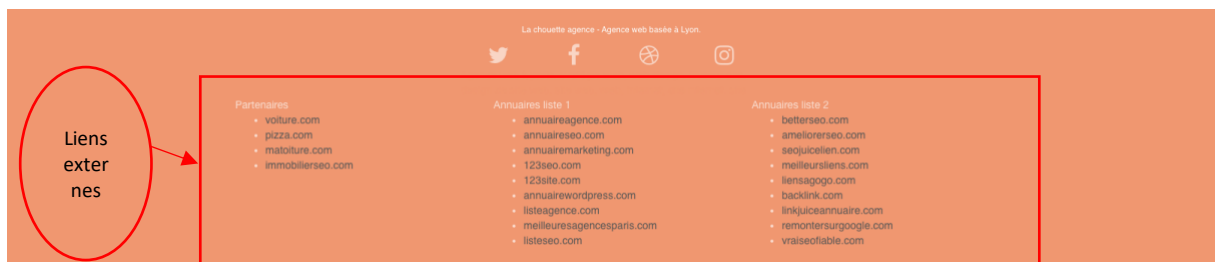 La chouette agence - Agence web basée à Lyon.
Liens
exter
nes
Partenaires
voiture.com
pizza.com
matoiture.com
immobilierseo.com
Annuaires liste 1
annuaireagence.com
annuaireseo.com
annuairemarketing.com
123seo.com
123site.com
annuairewordpress.com
listeagence.com
meilleuresagencesparis.com
listeseo.com
Annuaires liste 2
betterseo.com
ameliorerseo.com
seojuicelien.com
meilleursliens.com
liensagogo.com
backlink.com
linkjuiceannuaire.com
remontersurgoogle.com
vraiseofiable.com